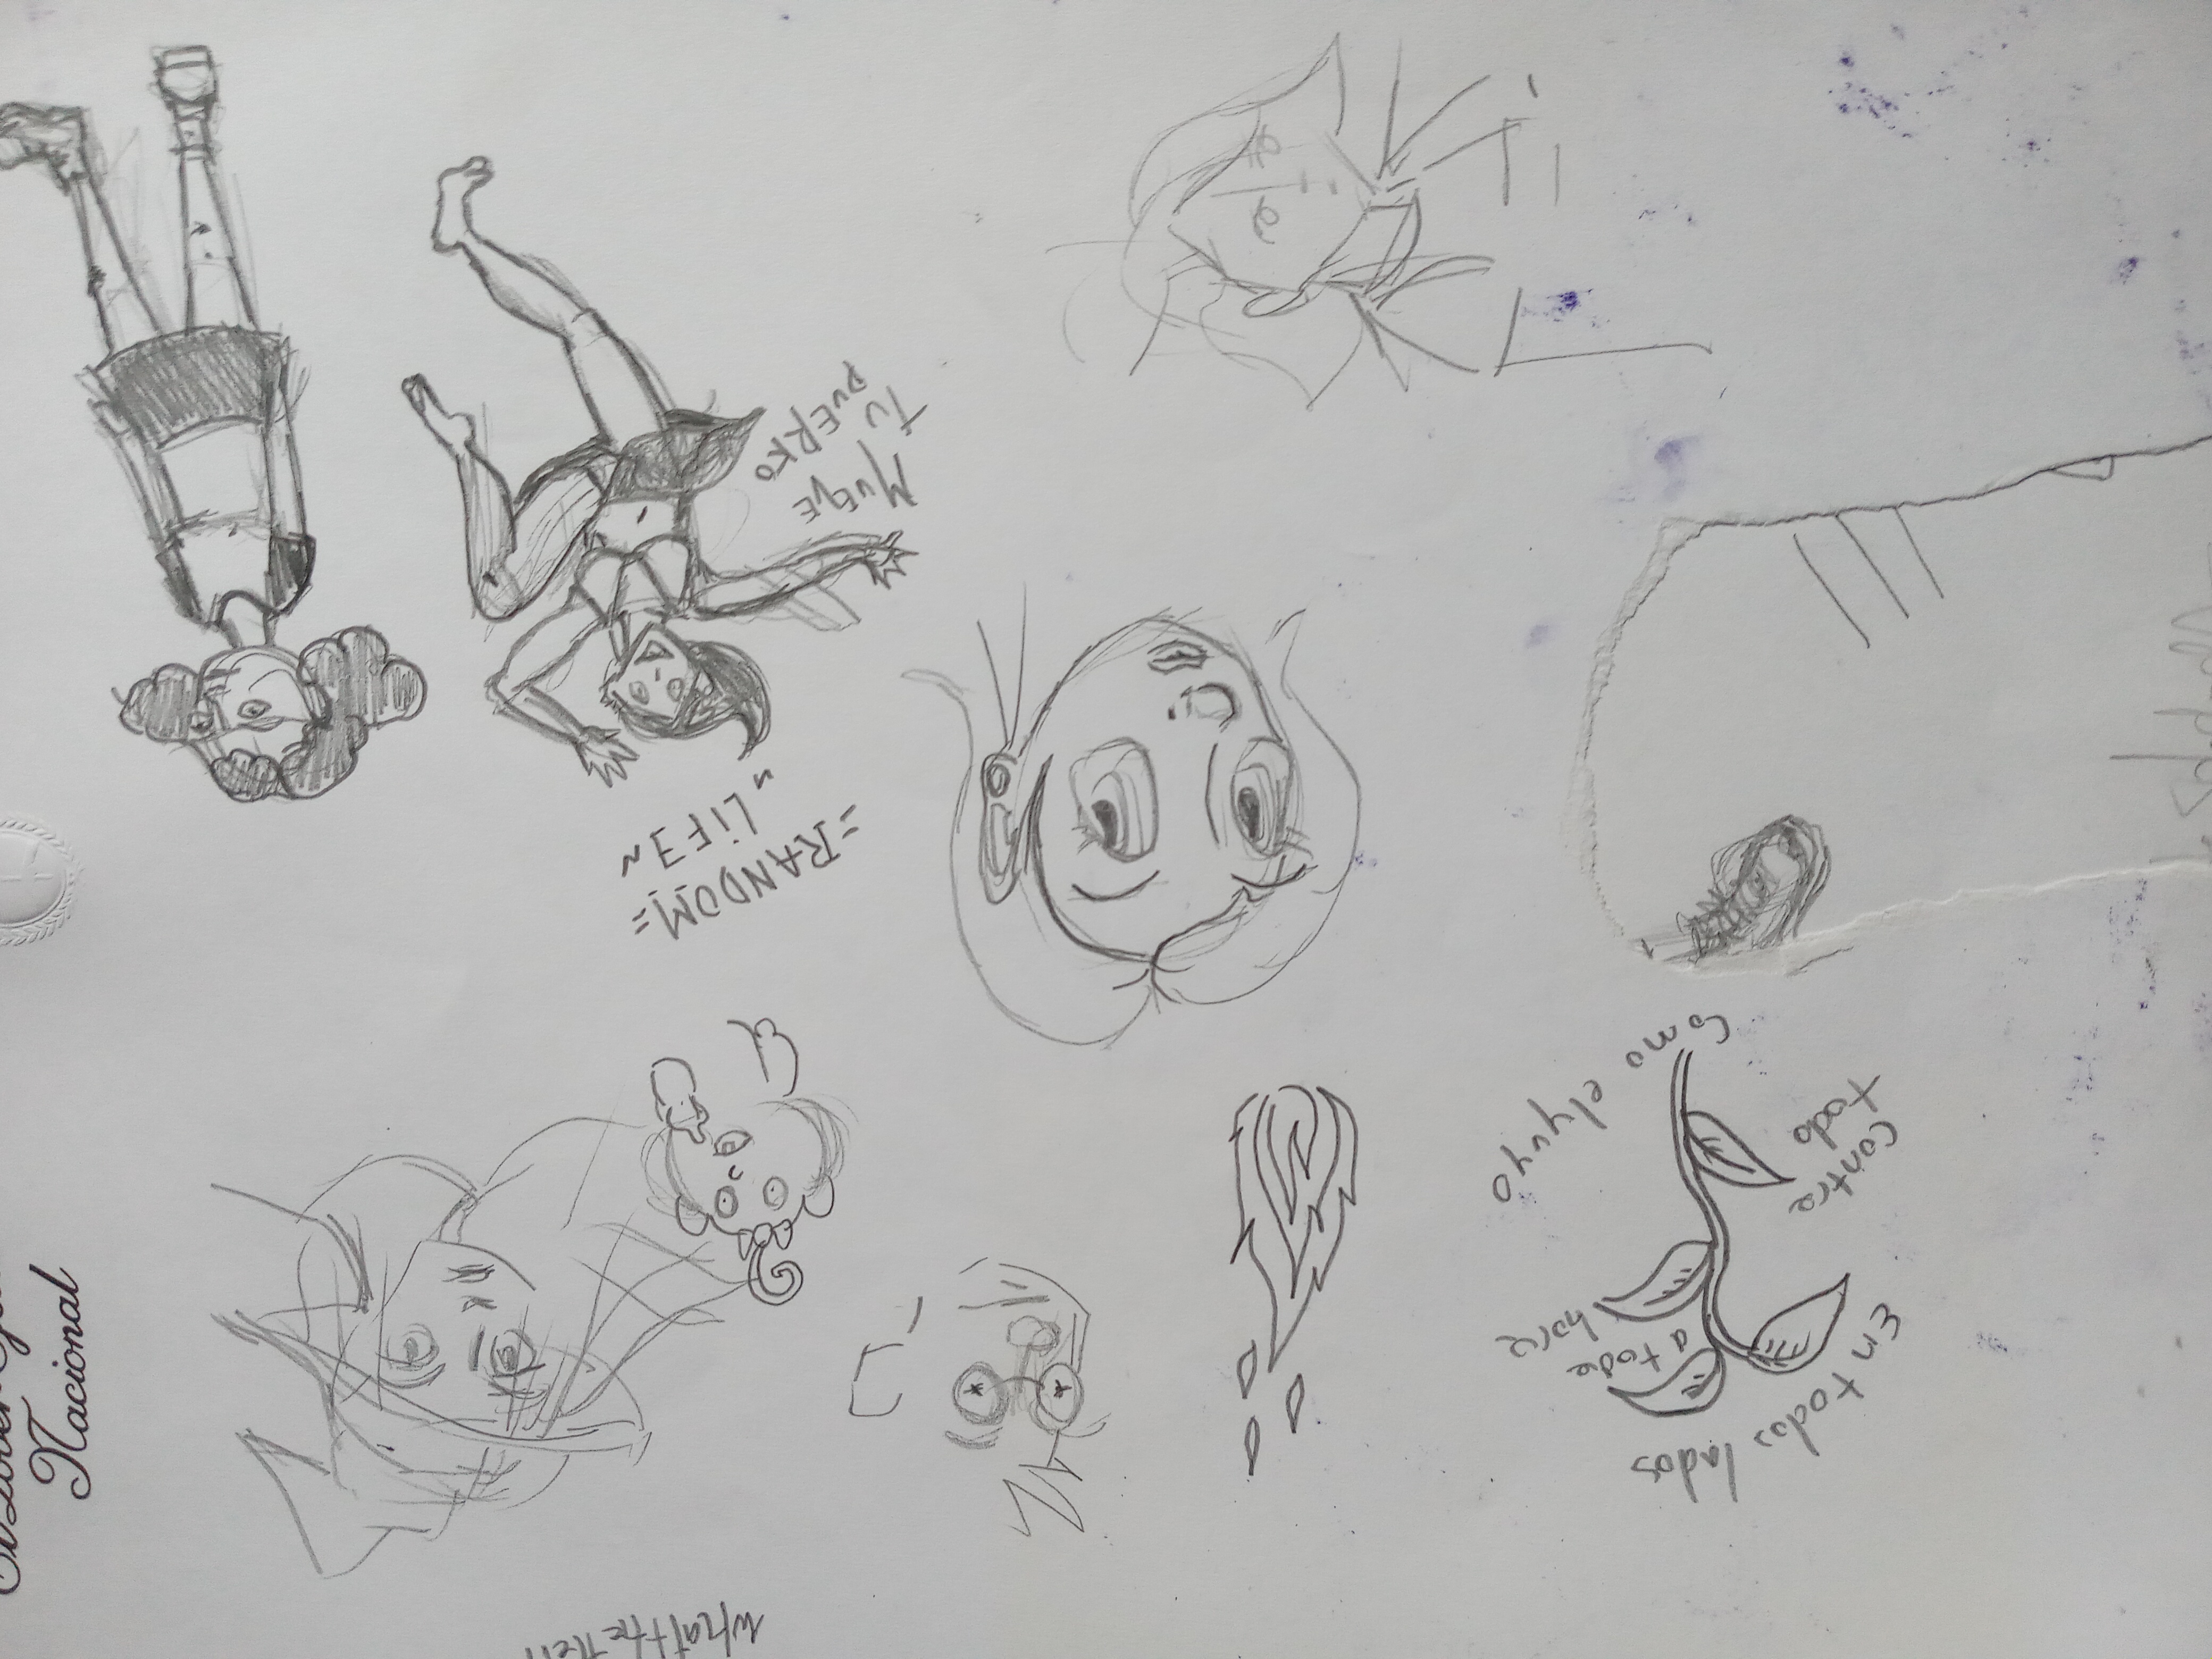 MUEVE
TU
PUERKO
=RANDOM=
"LiFE~
Como el yuyo
contra
todo
a toda
hora
En todos lados
Nacional
what the hell